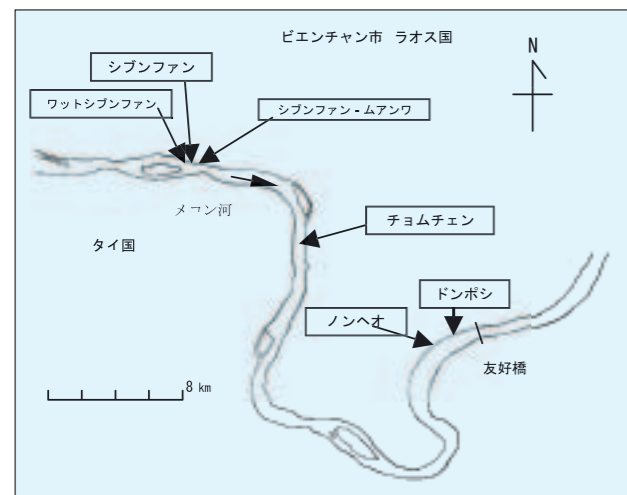 ビエンチャン市 ラオス国
N
シブンファン
ワットシブンファン
シブンファン - ムアンワ
メコン河
チョムチェン
タイ国
ドンポシ
ノンヘオ
友好橋
8 km